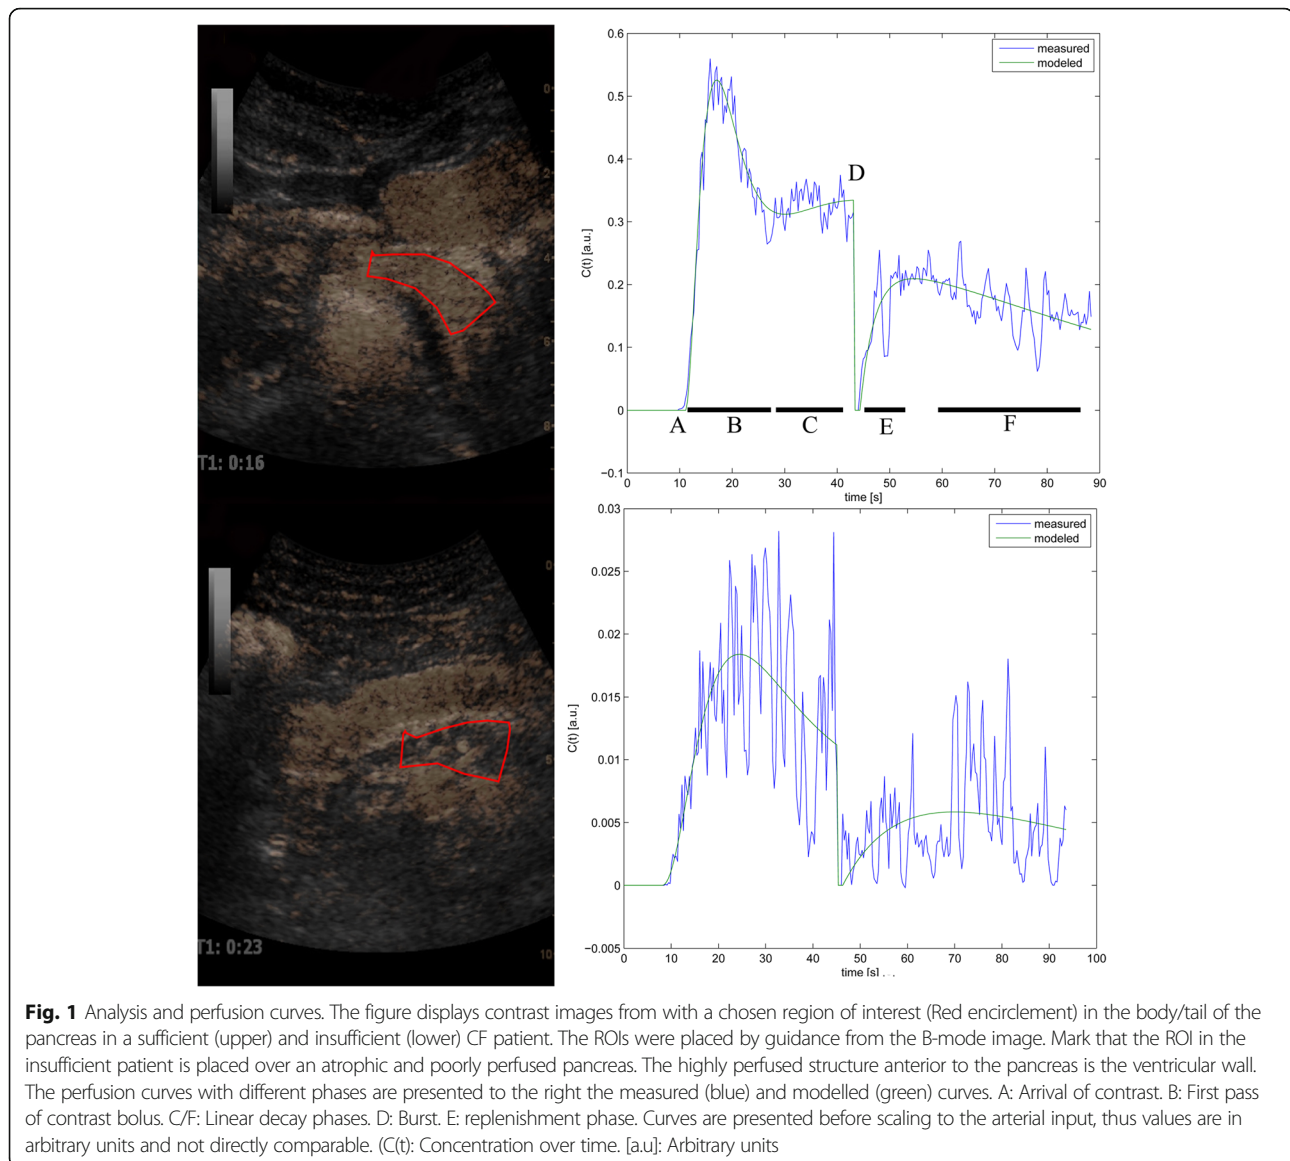 0
2
4
6
8
T1: 0:16
0
5
10
T1: 0:23
measured
modeled
0.6
0.5
0.4
0.3
0.2
0.1
0
−0.1
C(t) [a.u.]
D
A
B
C
E
F
0 10 20 30 40 50 60 70 80 90
time [s]
measured
modeled
0.03
0.025
0.02
0.015
0.01
0.005
0
−0.005
C(t) [a.u.]
0 10 20 30 40 50 60 70 80 90 100
time [s]
Fig. 1 Analysis and perfusion curves. The figure displays contrast images from with a chosen region of interest (Red encirclement) in the body/tail of the
pancreas in a sufficient (upper) and insufficient (lower) CF patient. The ROIs were placed by guidance from the B-mode image. Mark that the ROI in the
insufficient patient is placed over an atrophic and poorly perfused pancreas. The highly perfused structure anterior to the pancreas is the ventricular wall.
The perfusion curves with different phases are presented to the right the measured (blue) and modelled (green) curves. A: Arrival of contrast. B: First pass
of contrast bolus. C/F: Linear decay phases. D: Burst. E: replenishment phase. Curves are presented before scaling to the arterial input, thus values are in
arbitrary units and not directly comparable. (C(t): Concentration over time. [a.u]: Arbitrary units